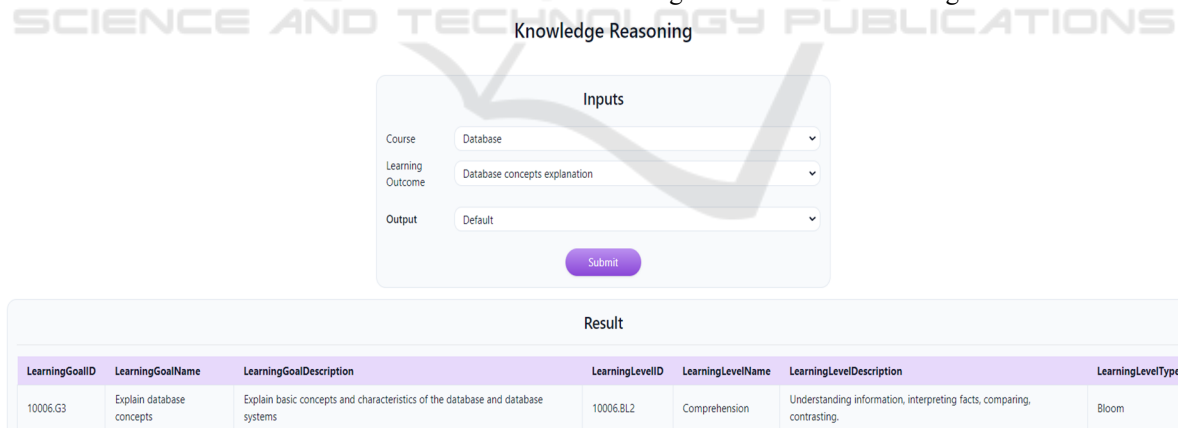 SCIENCE AND TECHNOLOGY PUBLICATIONS
Knowledge Reasoning
Inputs
Course Database
Learning
Outcome
Database concepts explanation
Output Default
Submit
Result
LearningGoalID LearningGoalName LearningGoalDescription LearningLevelID LearningLevelName LearningLevelDescription LearningLevelType
10006.G3 Explain database concepts Explain basic concepts and characteristics of the database and database systems 10006.BL2 Comprehension Understanding information, interpreting facts, comparing, contrasting. Bloom